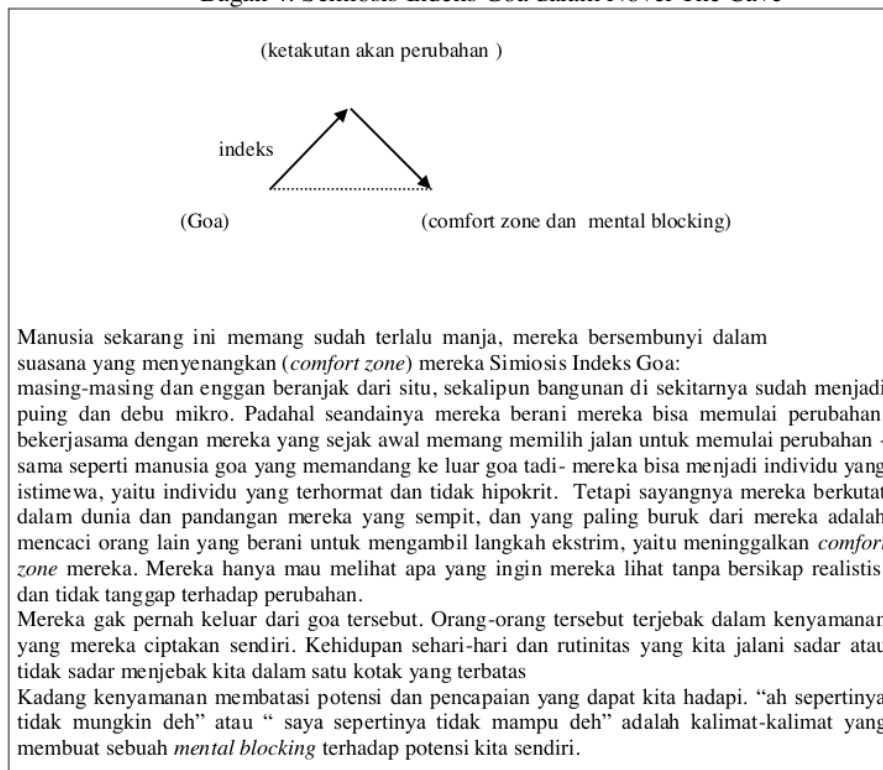 (ketakutan akan perubahan )
indeks
(Goa)
(comfort zone dan mental blocking)
Manusia sekarang ini memang sudah terlalu manja, mereka bersembunyi dalam
suasana yang menyenangkan (comfort zone) mereka Simiosis Indeks Goa:
masing-masing dan enggan beranjak dari situ, sekalipun bangunan di sekitarnya sudah menjadi
puing dan debu mikro. Padahal seandainya mereka berani mereka bisa memulai perubahan
bekerjasama dengan mereka yang sejak awal memang memilih jalan untuk memulai perubahan -
sama seperti manusia goa yang memandang ke luar goa tadi- mereka bisa menjadi individu yang
istimewa, yaitu individu yang terhormat dan tidak hipokrit. Tetapi sayangnya mereka berkutat
dalam dunia dan pandangan mereka yang sempit, dan yang paling buruk dari mereka adalah
mencaci orang lain yang berani untuk mengambil langkah ekstrim, yaitu meninggalkan comfort
zone mereka. Mereka hanya mau melihat apa yang ingin mereka lihat tanpa bersikap realistis
dan tidak tanggap terhadap perubahan.
Mereka gak pernah keluar dari goa tersebut. Orang-orang tersebut terjebak dalam kenyamanan
yang mereka ciptakan sendiri. Kehidupan sehari-hari dan rutinitas yang kita jalani sadar atau
tidak sadar menjebak kita dalam satu kotak yang terbatas
Kadang kenyamanan membatasi potensi dan pencapaian yang dapat kita hadapi. “ah sepertinya
tidak mungkin deh” atau “ saya sepertinya tidak mampu deh” adalah kalimat-kalimat yang
membuat sebuah mental blocking terhadap potensi kita sendiri.